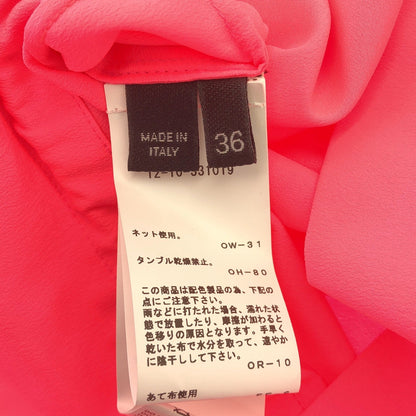 MADE IN
ITALY
36
12-10-331019
ネット使用。
OW-31
タンブル乾燥禁止。
OH-80
この商品は配色製品の為、下記の
点にご注意下さい。
雨などに打たれた場合、濡れた状
態で放置したり、摩擦が加わると
色移りの原因となります。手早く
乾いた布で水分を取って、速やか
に陰干しして下さい。
OR-10
あて布使用。